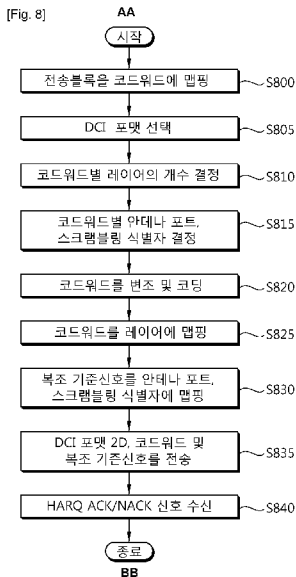 [Fig. 8]
AA
시작
전송블록을 코드워드에 맵핑
S800
DCI 포맷 선택
S805
코드워드별 레이어의 개수 결정
S810
코드워드별 안테나 포트,
스크램블링 식별자 결정
S815
코드워드를 변조 및 코딩
S820
코드워드를 레이어에 맵핑
S825
복조 기준신호를 안테나 포트,
스크램블링 식별자에 맵핑
S830
DCI 포맷 2D, 코드워드 및
복조 기준신호를 전송
S835
HARQ ACK/NACK 신호 수신
S840
종료
BB